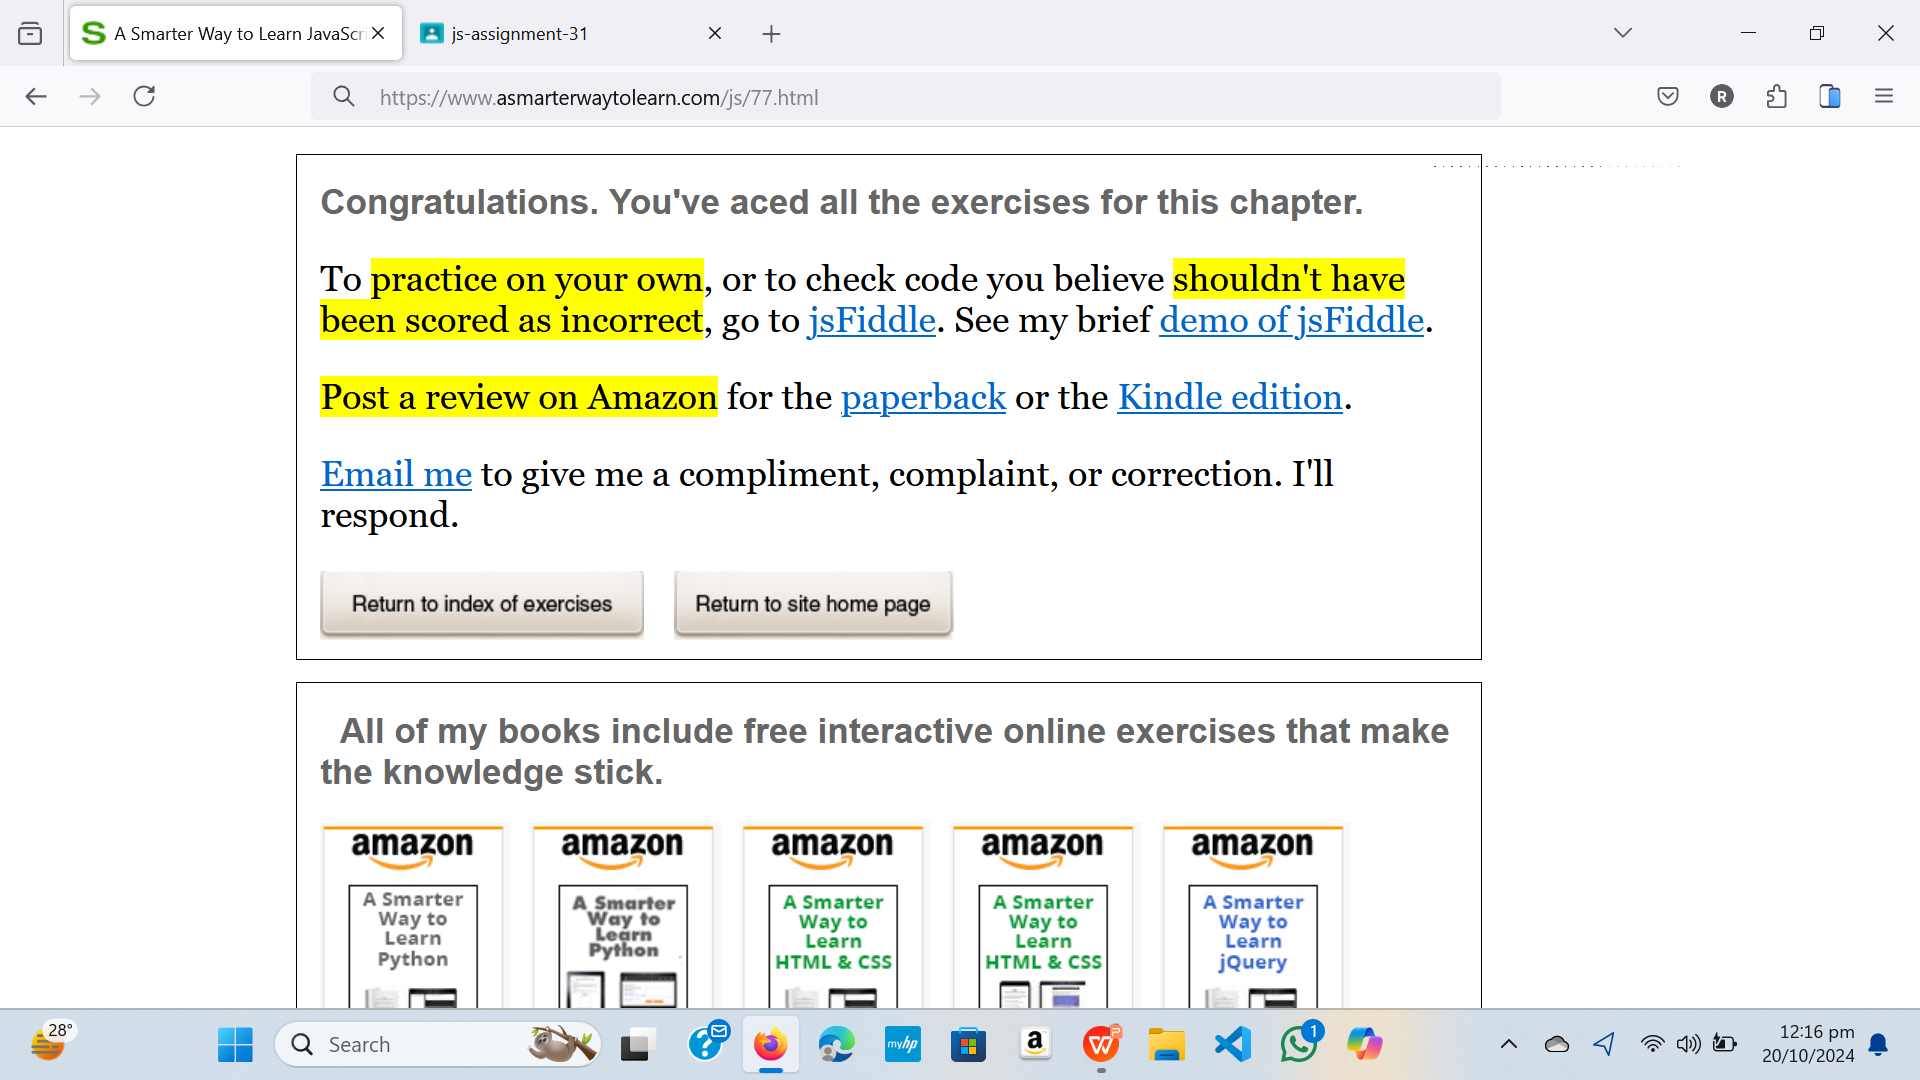 A Smarter Way to Learn JavaScri
js-assignment-31
https://www.asmarterwaytolearn.com/js/77.html
R
Congratulations. You've aced all the exercises for this chapter.
To practice on your own, or to check code you believe shouldn't have
been scored as incorrect, go to jsFiddle. See my brief demo of jsFiddle.
Post a review on Amazon for the paperback or the Kindle edition.
Email me to give me a compliment, complaint, or correction. I'll
respond.
Return to index of exercises
Return to site home page
All of my books include free interactive online exercises that make
the knowledge stick.
amazon
amazon
amazon
amazon
amazon
A Smarter
Way to
Learn
Python
A Smarter
Way to
Learn
Python
A Smarter
Way to
Learn
HTML & CSS
A Smarter
Way to
Learn
HTML & CSS
A Smarter
Way to
Learn
jQuery
28°
Search
myhp
1
12:16 pm
20/10/2024